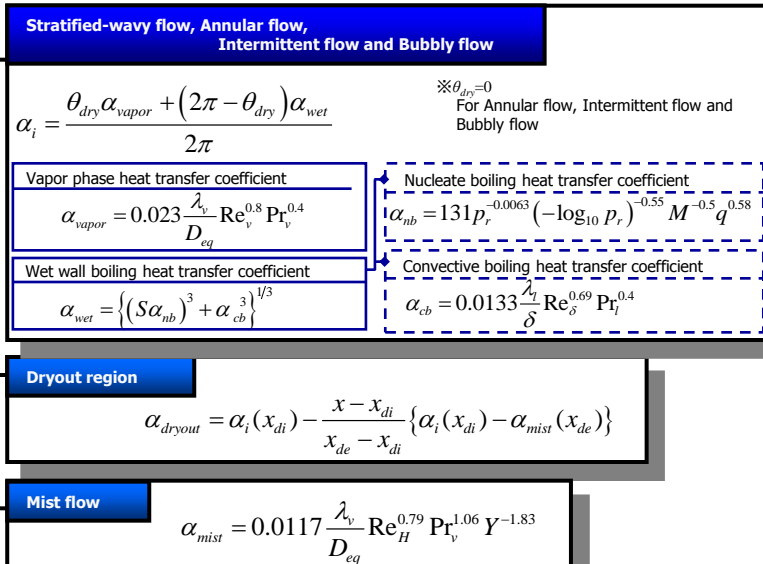 Stratified-wavy flow, Annular flow,
Intermittent flow and Bubbly flow
α_i = (θ_dry α_vapor + (2π − θ_dry) α_wet) / 2π
※θ_dry=0
For Annular flow, Intermittent flow and
Bubbly flow
Vapor phase heat transfer coefficient
α_vapor = 0.023 (λ_v / D_eq) Re_v^0.8 Pr_v^0.4
Nucleate boiling heat transfer coefficient
α_nb = 131 p_r^−0.0063 (−log_10 p_r)^−0.55 M^−0.5 q^0.58
Wet wall boiling heat transfer coefficient
α_wet = {(Sα_nb)^3 + α_cb^3}^1/3
Convective boiling heat transfer coefficient
α_cb = 0.0133 (λ_l / δ) Re_δ^0.69 Pr_l^0.4
Dryout region
α_dryout = α_i(x_di) − (x − x_di) / (x_de − x_di) {α_i(x_di) − α_mist(x_de)}
Mist flow
α_mist = 0.0117 (λ_v / D_eq) Re_H^0.79 Pr_v^1.06 Y^−1.83